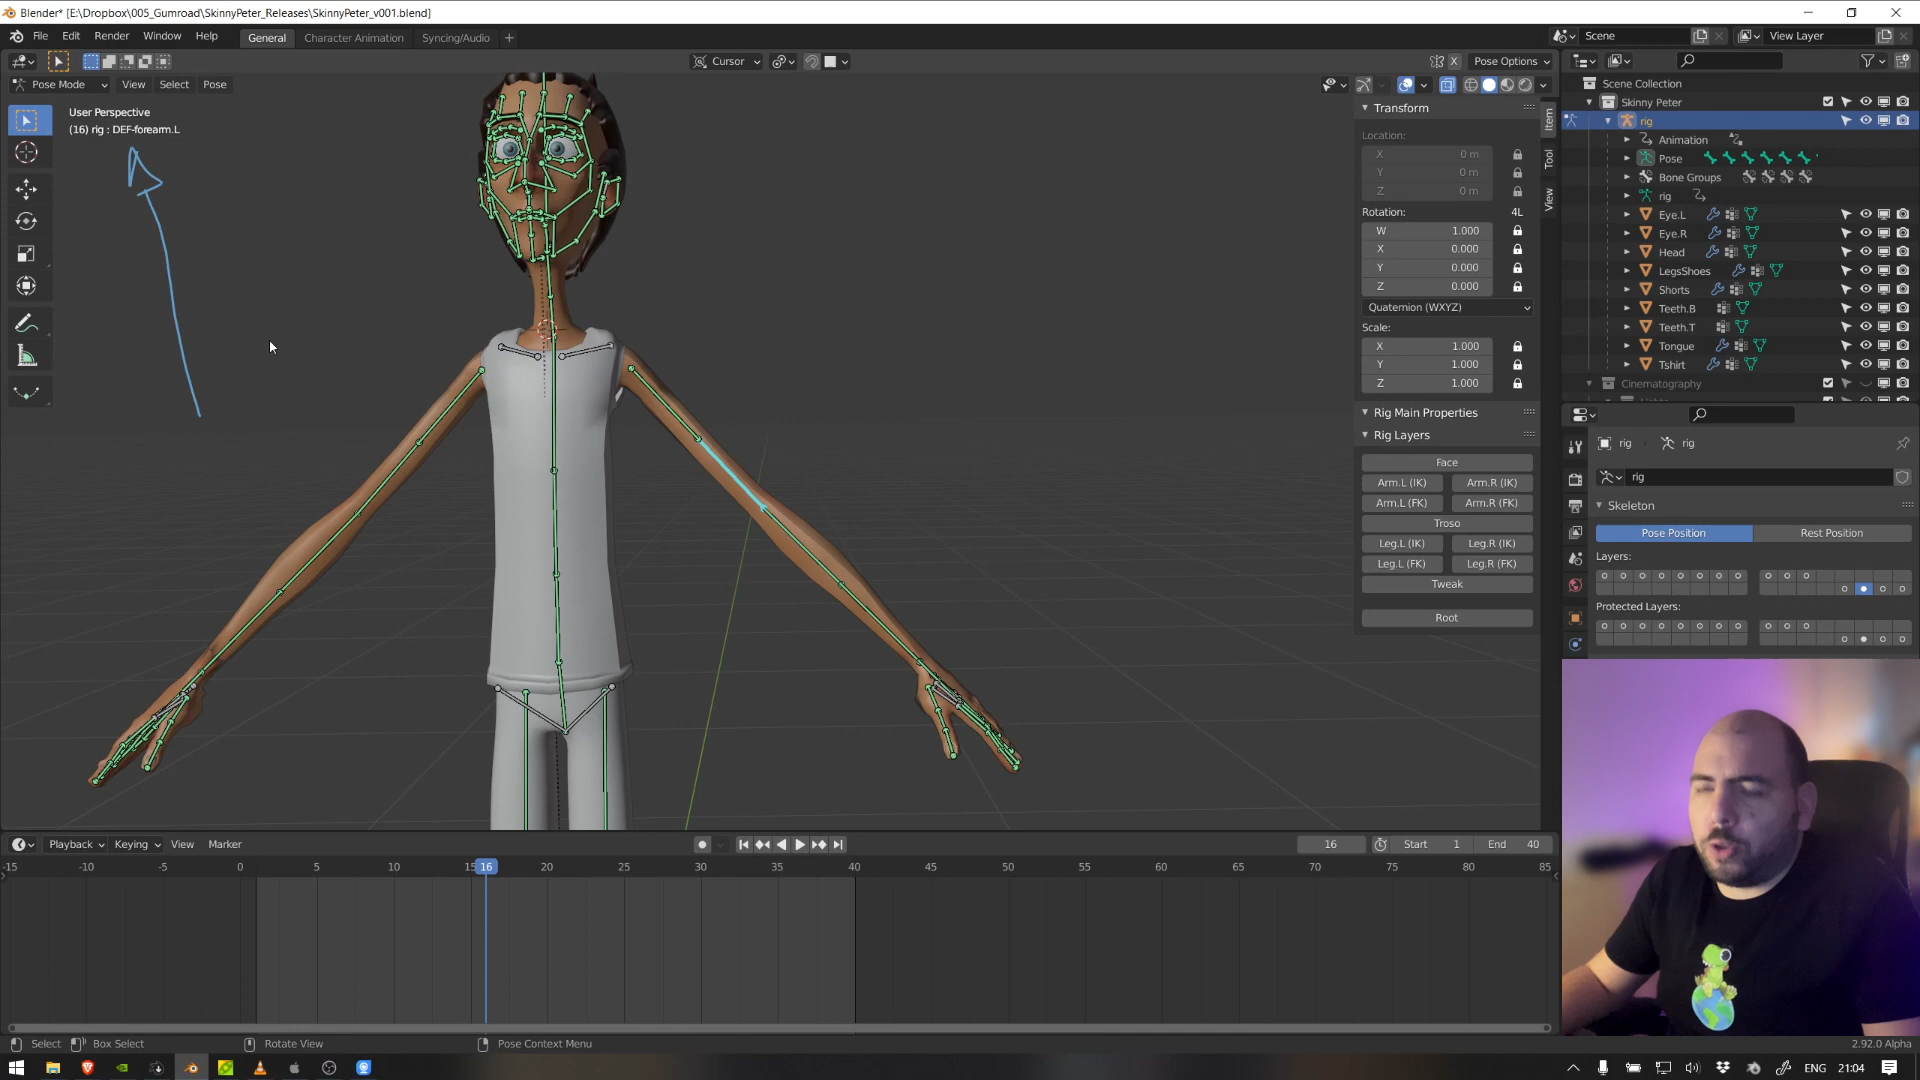 Blender* [E:\Dropbox\005_Gumroad\SkinnyPeter_Releases\SkinnyPeter_v001.blend]
File Edit Render Window Help General Character Animation Syncing/Audio + Scene View Layer
Cursor X Pose Options
Pose Mode View Select Pose
User Perspective
(16) rig : DEF-forearm.L
Transform
Location:
X 0 m
Y 0 m
Z 0 m
Rotation: 4L
W 1.000
X 0.000
Y 0.000
Z 0.000
Quaternion (WXYZ)
Scale:
X 1.000
Y 1.000
Z 1.000
Rig Main Properties
Rig Layers
Face
Arm.L (IK) Arm.R (IK)
Arm.L (FK) Arm.R (FK)
Troso
Leg.L (IK) Leg.R (IK)
Leg.L (FK) Leg.R (FK)
Tweak
Root
Item
Tool
View
Scene Collection
Skinny Peter
rig
Animation
Pose
Bone Groups
rig
Eye.L
Eye.R
Head
LegsShoes
Shorts
Teeth.B
Teeth.T
Tongue
Tshirt
Cinematography
rig rig
rig
Skeleton
Pose Position Rest Position
Layers:
Protected Layers:
Playback Keying View Marker 16 Start 1 End 40
-15 -10 -5 0 5 10 15 16 20 25 30 35 40 45 50 55 60 65 70 75 80 85
Select Box Select Rotate View Pose Context Menu 2.92.0 Alpha
ENG 21:04